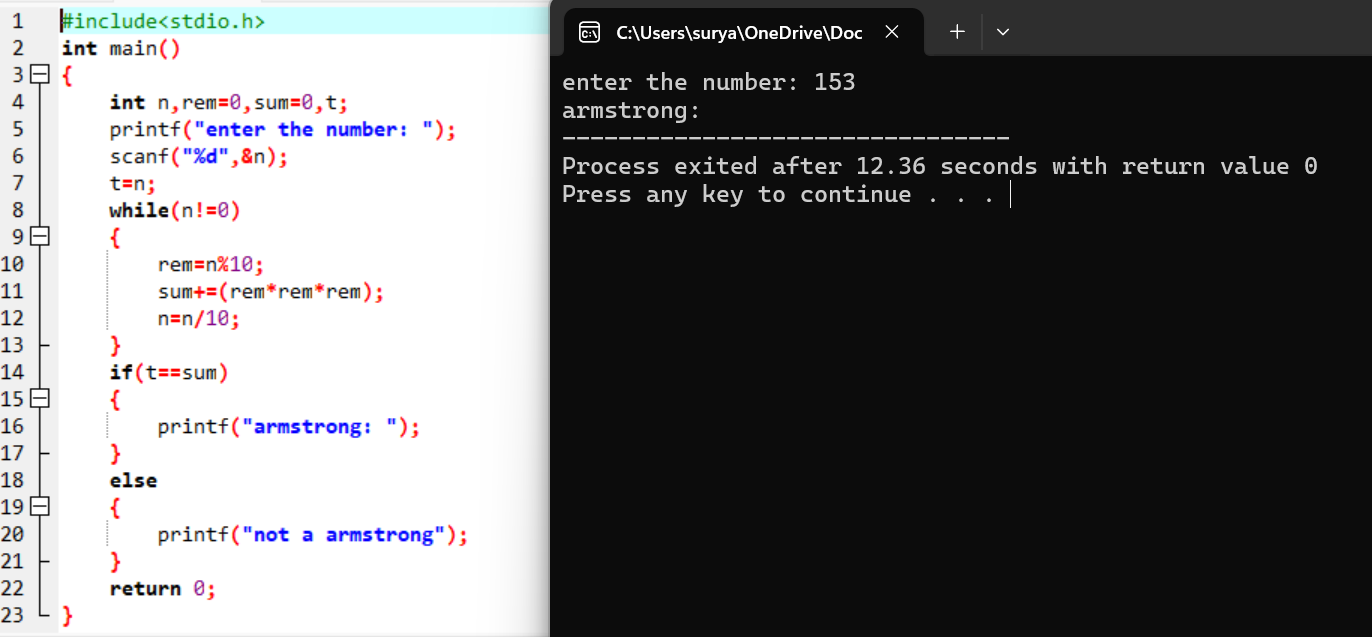 1 #include<stdio.h>
2 int main()
3 {
4 int n,rem=0,sum=0,t;
5 printf("enter the number: ");
6 scanf("%d",&n);
7 t=n;
8 while(n!=0)
9 {
10 rem=n%10;
11 sum+=(rem*rem*rem);
12 n=n/10;
13 }
14 if(t==sum)
15 {
16 printf("armstrong: ");
17 }
18 else
19 {
20 printf("not a armstrong");
21 }
22 return 0;
23 }
C:\Users\surya\OneDrive\Doc
enter the number: 153
armstrong:
--------------------------------
Process exited after 12.36 seconds with return value 0
Press any key to continue . . .